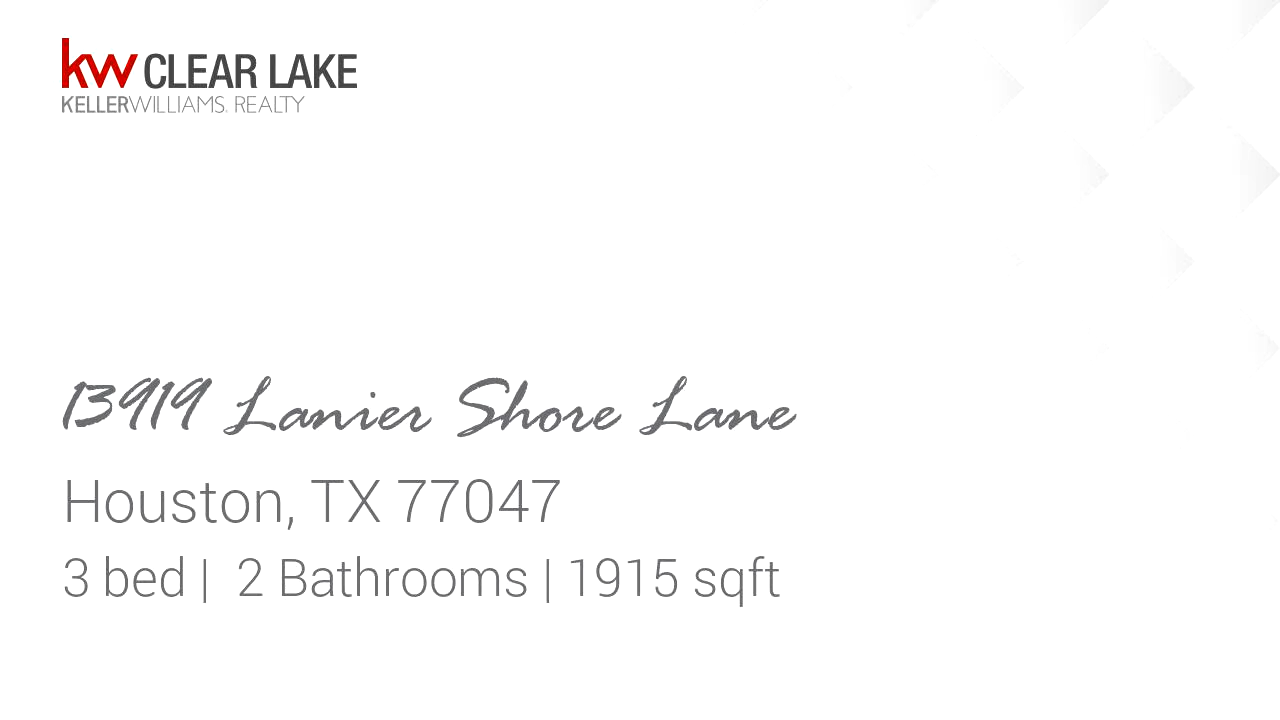 kw CLEAR LAKE
KELLERWILLIAMS. REALTY
13919 Lanier Shore Lane
Houston, TX 77047
3 bed | 2 Bathrooms | 1915 sqft